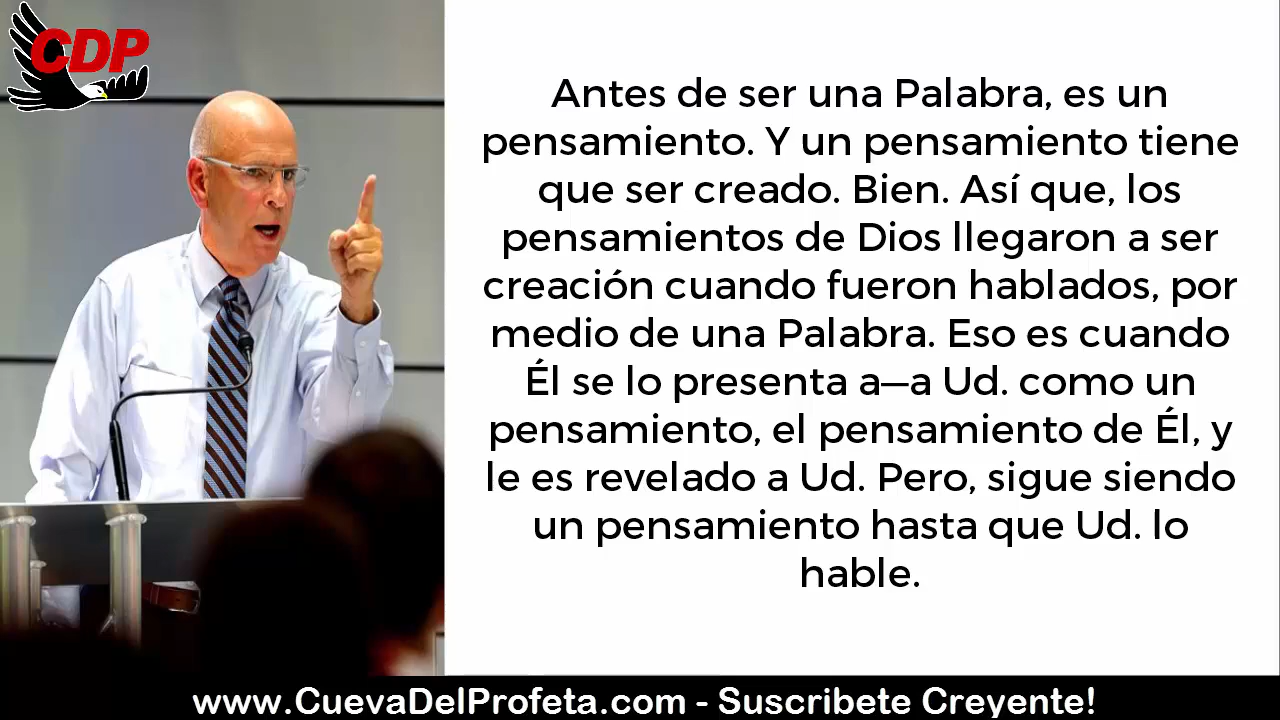 CDP
Antes de ser una Palabra, es un
pensamiento. Y un pensamiento tiene
que ser creado. Bien. Así que, los
pensamientos de Dios llegaron a ser
creación cuando fueron hablados, por
medio de una Palabra. Eso es cuando
Él se lo presenta a—a Ud. como un
pensamiento, el pensamiento de Él, y
le es revelado a Ud. Pero, sigue siendo
un pensamiento hasta que Ud. lo
hable.
www.CuevaDelProfeta.com - Suscribete Creyente!